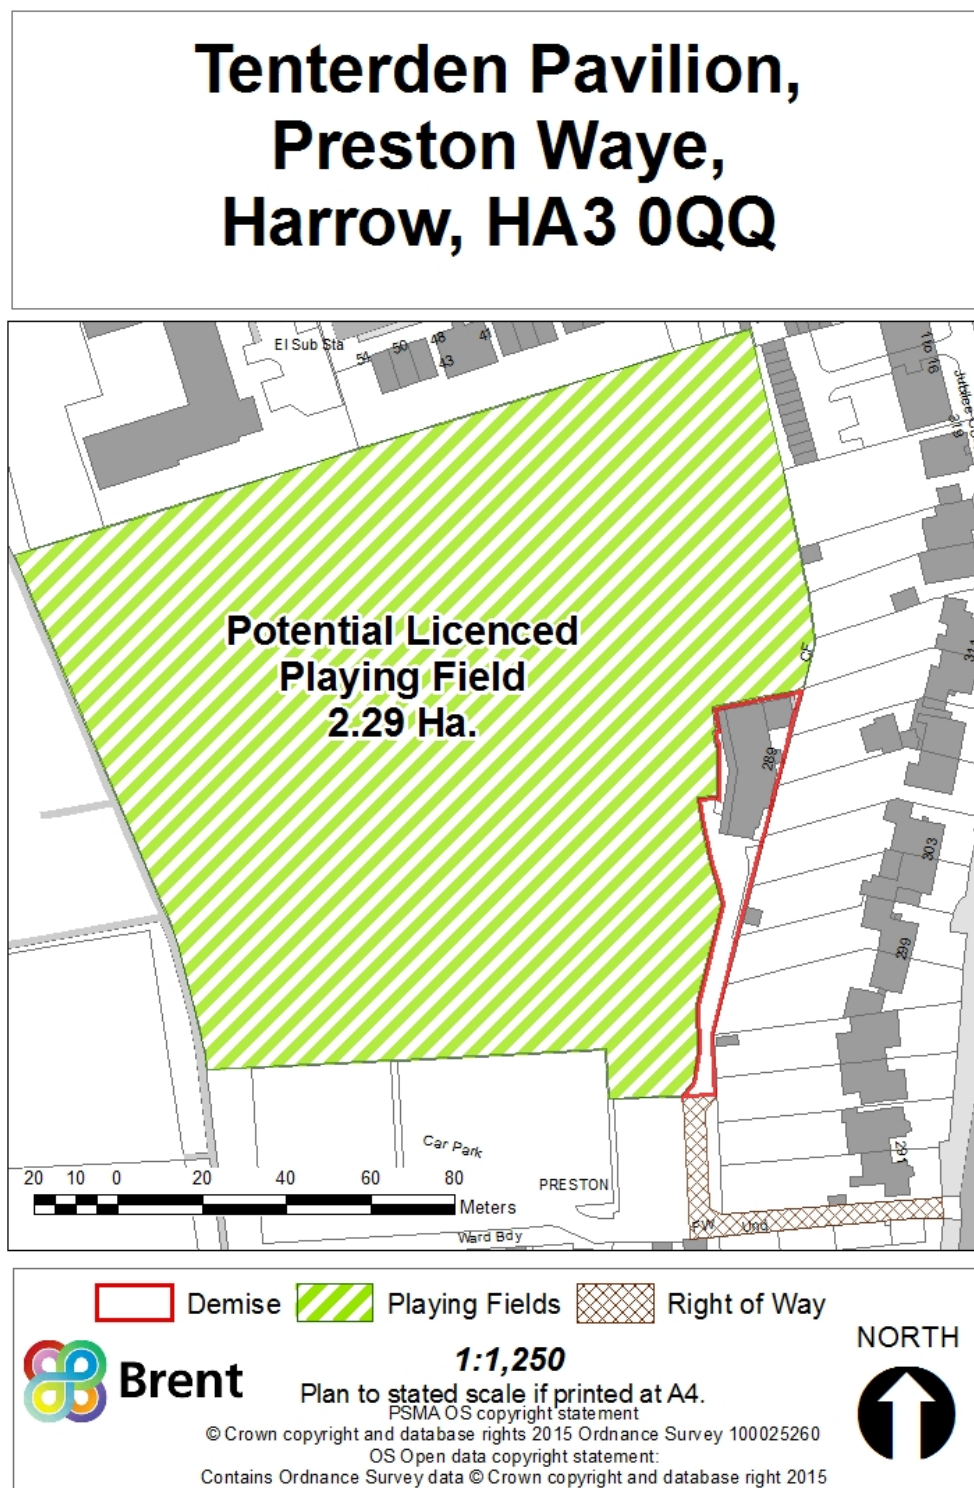 Tenterden Pavilion,
Preston Waye,
Harrow, HA3 0QQ
El Sub Sta
54
50
48
43
41
1 to 16
319
CF
311
Potential Licenced
Playing Field
2.29 Ha.
289
303
299
291
Car Park
PRESTON
FW
Und
Ward Bdy
20 10 0 20 40 60 80
Meters
Demise
Playing Fields
Right of Way
Brent
1:1,250
Plan to stated scale if printed at A4.
PSMA OS copyright statement
© Crown copyright and database rights 2015 Ordnance Survey 100025260
OS Open data copyright statement:
Contains Ordnance Survey data © Crown copyright and database right 2015
NORTH